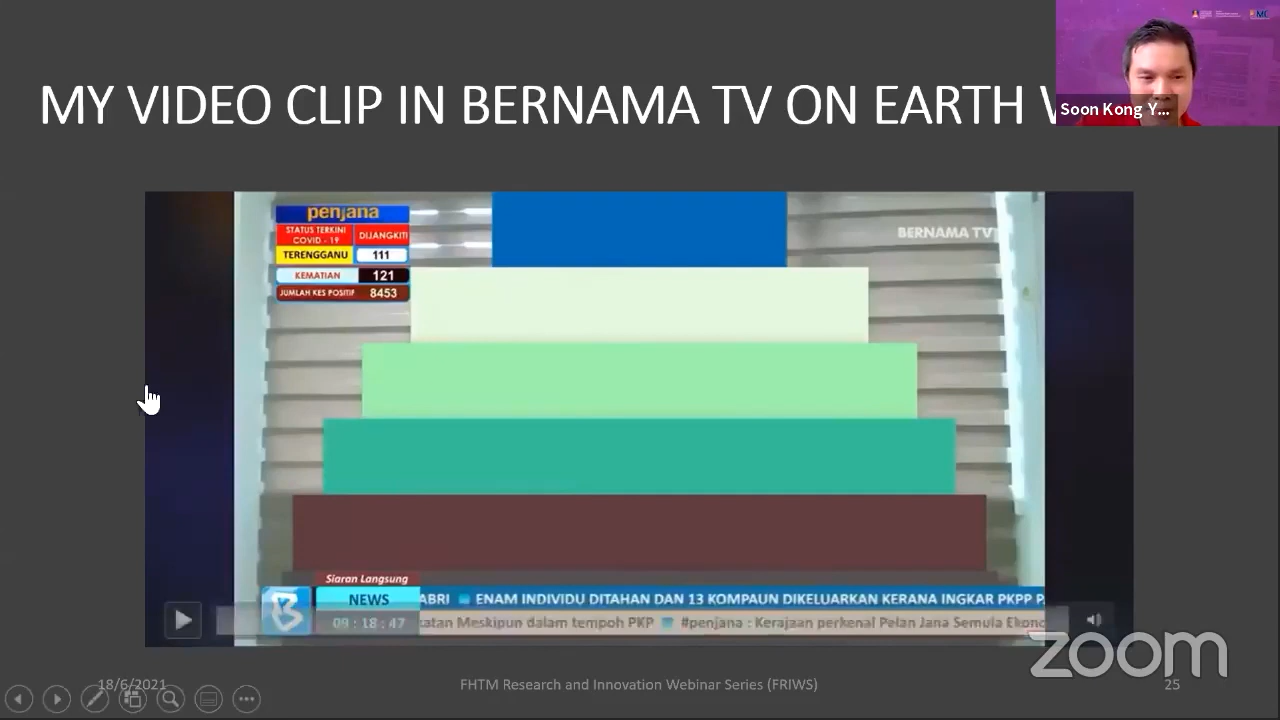 MY VIDEO CLIP IN BERNAMA TV ON EARTH
Soon Kong Y...
penjana
STATUS TERKINI COVID - 19 DIJANGKITI
TERENGGANU 111
KEMATIAN 121
JUMLAH KES POSITIF 8453
BERNAMA TV
Siaran Langsung
NEWS
ABRI ENAM INDIVIDU DITAHAN DAN 13 KOMPAUN DIKELUARKAN KERANA INGKAR PKPP
09 : 18 : 47
Meskipun dalam tempoh PKP #penjana : Kerajaan perkenal Pelan Jana Semula
zoom
18/6/2021
FHTM Research and Innovation Webinar Series (FRIWS)
25